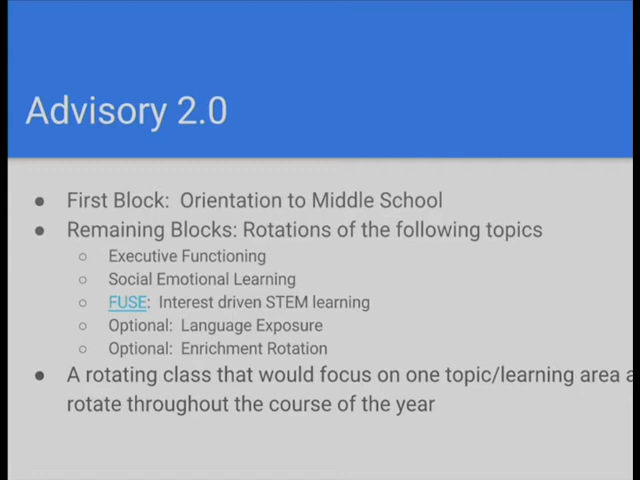 Advisory 2.0
● First Block: Orientation to Middle School
● Remaining Blocks: Rotations of the following topics
○ Executive Functioning
○ Social Emotional Learning
○ FUSE: Interest driven STEM learning
○ Optional: Language Exposure
○ Optional: Enrichment Rotation
● A rotating class that would focus on one topic/learning area
rotate throughout the course of the year